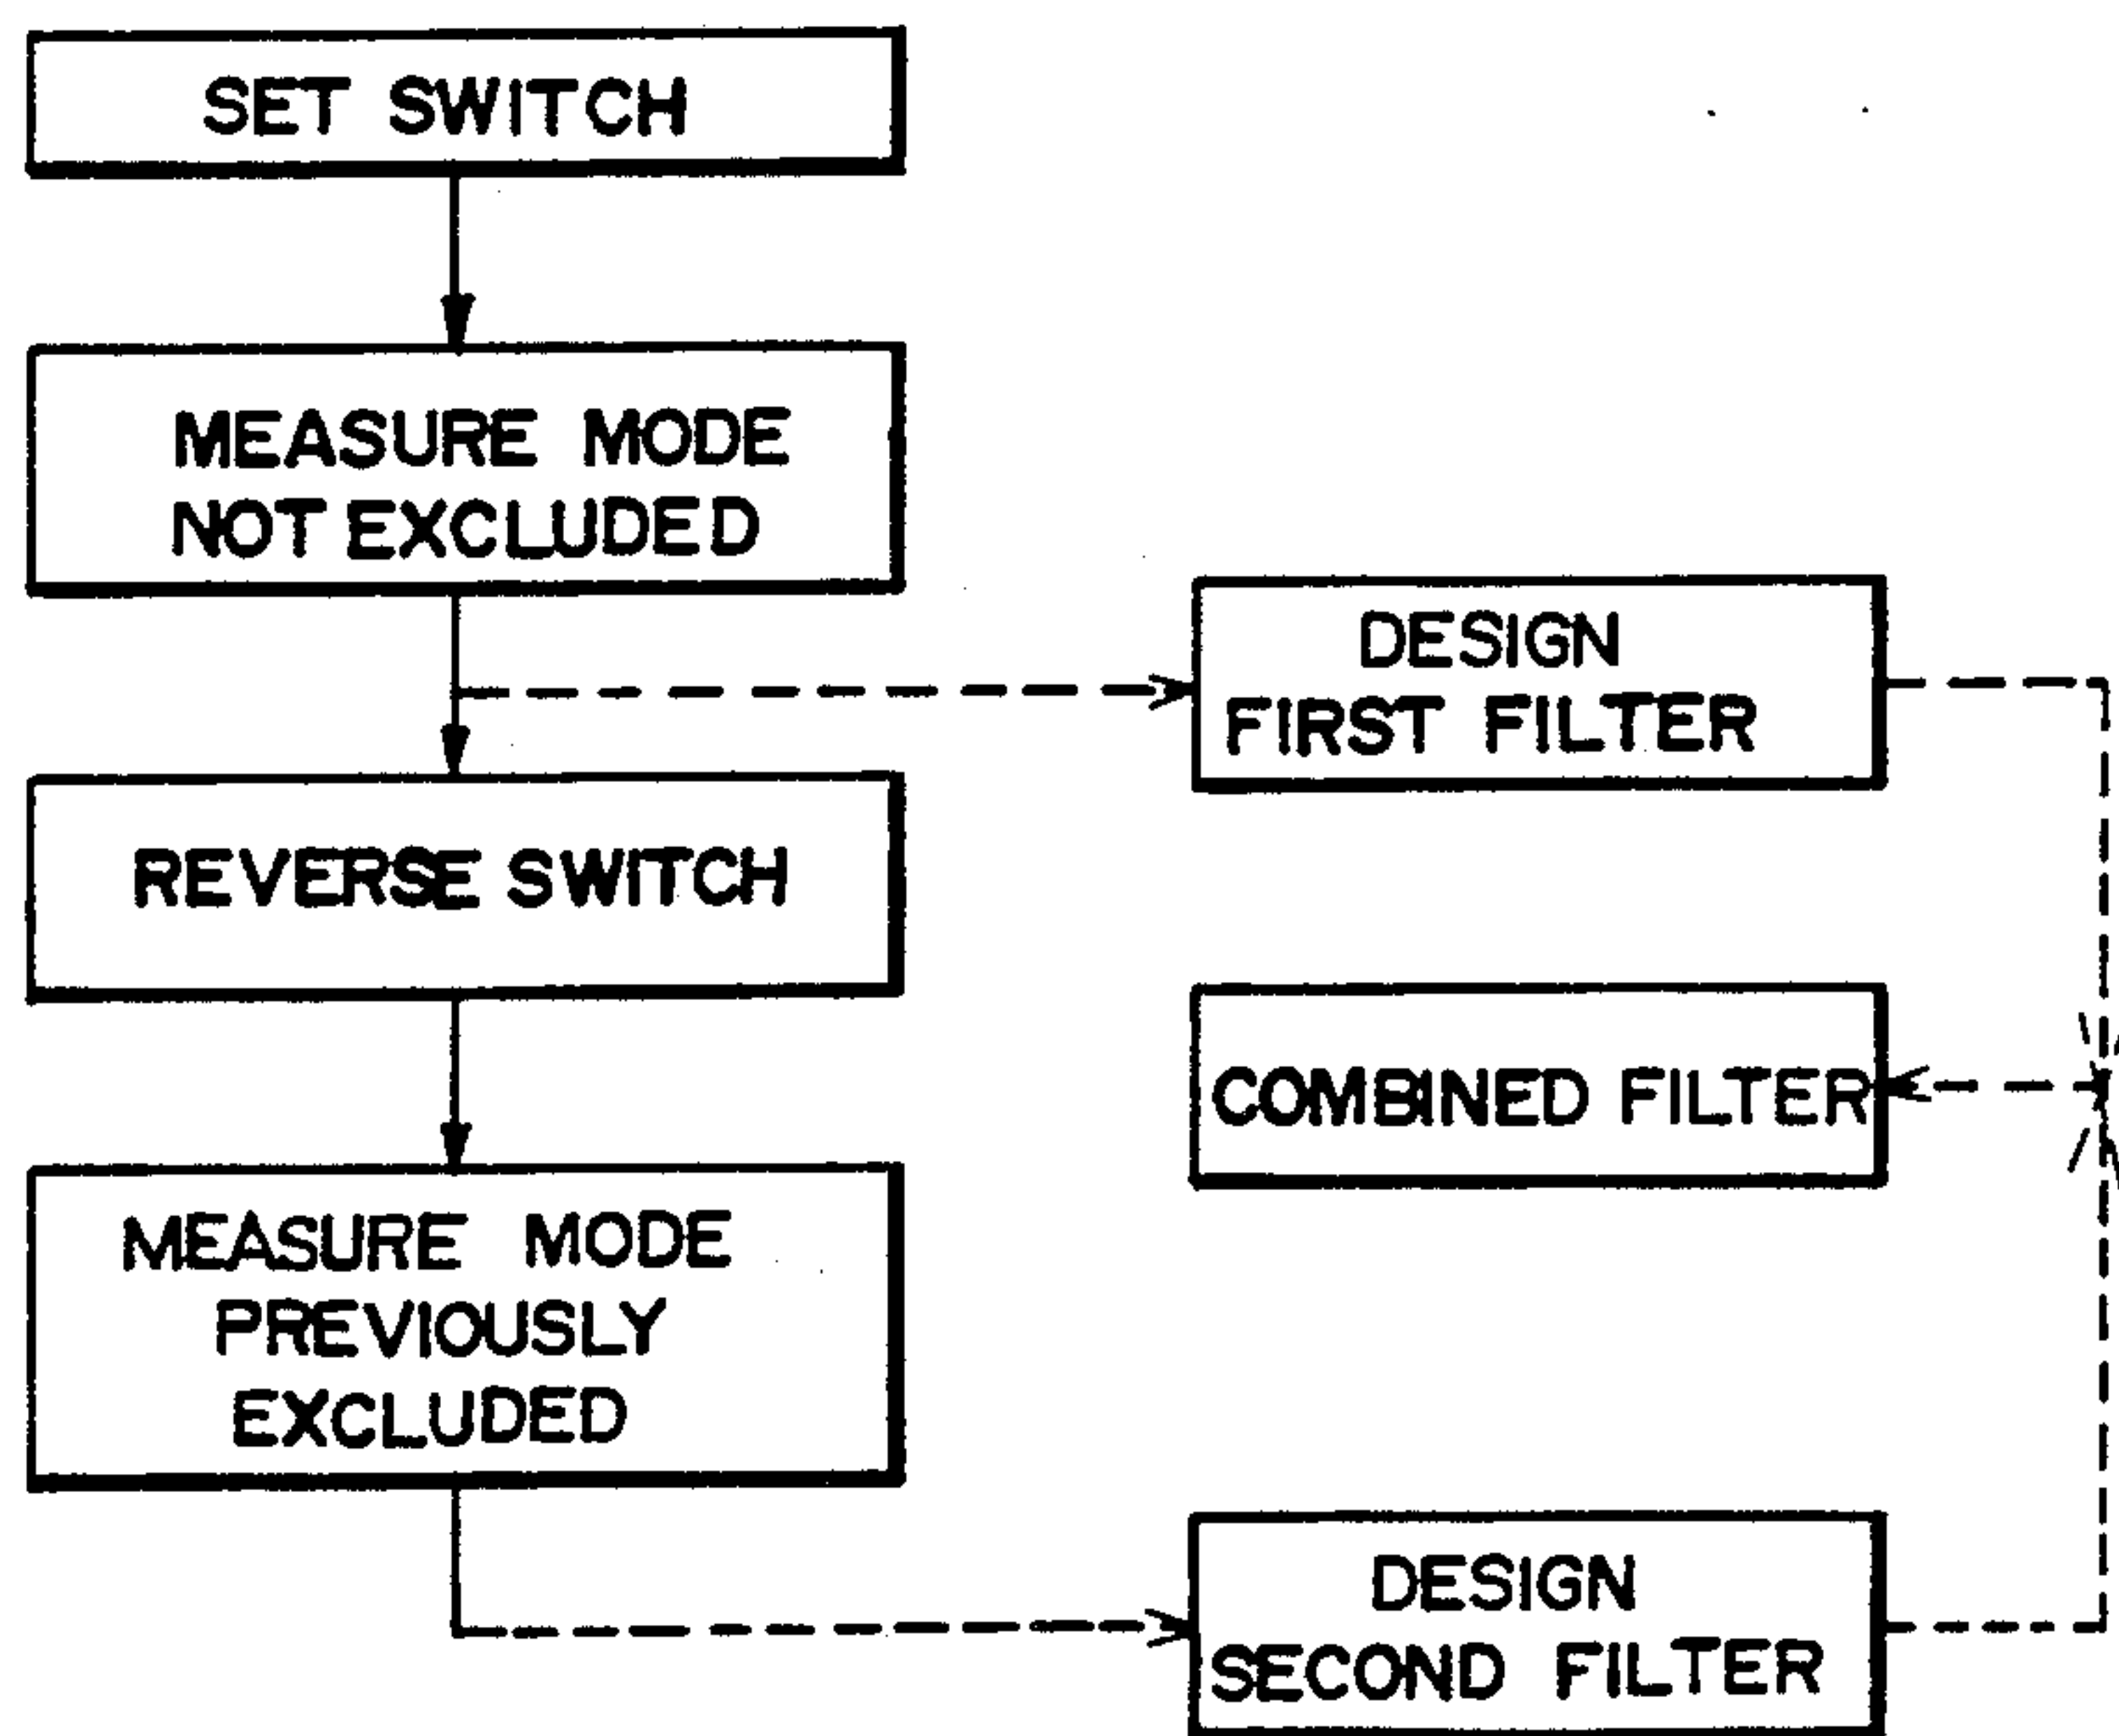 SET SWITCH
MEASURE MODE
NOT EXCLUDED
REVERSE SWITCH
MEASURE MODE
PREVIOUSLY
EXCLUDED
DESIGN
FIRST FILTER
COMBINED FILTER
DESIGN
SECOND FILTER